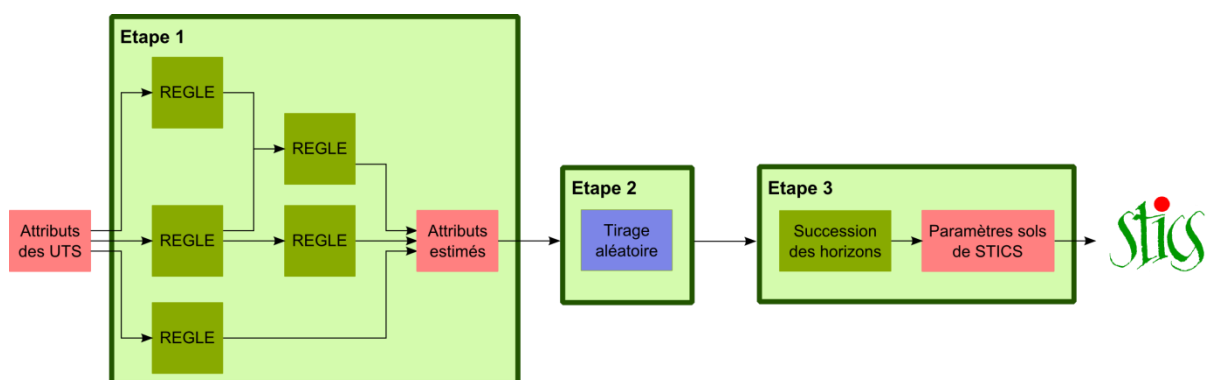 Etape 1
REGLE
REGLE
Attributs
des UTS
REGLE
REGLE
Attributs
estimés
REGLE
Etape 2
Tirage
aléatoire
Etape 3
Succession
des horizons
Paramètres sols
de STICS
stics